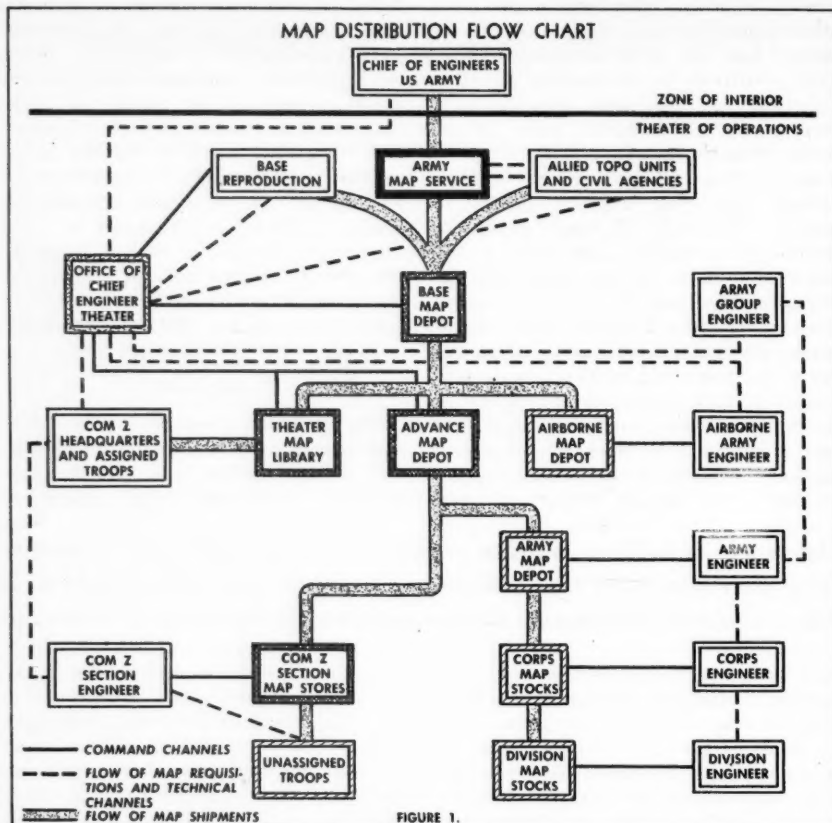 MAP DISTRIBUTION FLOW CHART
CHIEF OF ENGINEERS
US ARMY
ZONE OF INTERIOR
THEATER OF OPERATIONS
BASE
REPRODUCTION
ARMY
MAP SERVICE
ALLIED TOPO UNITS
AND CIVIL AGENCIES
OFFICE OF
CHIEF
ENGINEER
THEATER
BASE
MAP
DEPOT
ARMY
GROUP
ENGINEER
COM Z
HEADQUARTERS
AND ASSIGNED
TROOPS
THEATER
MAP
LIBRARY
ADVANCE
MAP
DEPOT
AIRBORNE
MAP
DEPOT
AIRBORNE
ARMY
ENGINEER
ARMY
MAP
DEPOT
ARMY
ENGINEER
COM Z
SECTION
ENGINEER
COM Z
SECTION
MAP STORES
CORPS
MAP
STOCKS
CORPS
ENGINEER
UNASSIGNED
TROOPS
DIVISION
MAP
STOCKS
DIVISION
ENGINEER
COMMAND CHANNELS
FLOW OF MAP REQUISI-
TIONS AND TECHNICAL
CHANNELS
FLOW OF MAP SHIPMENTS
FIGURE 1.